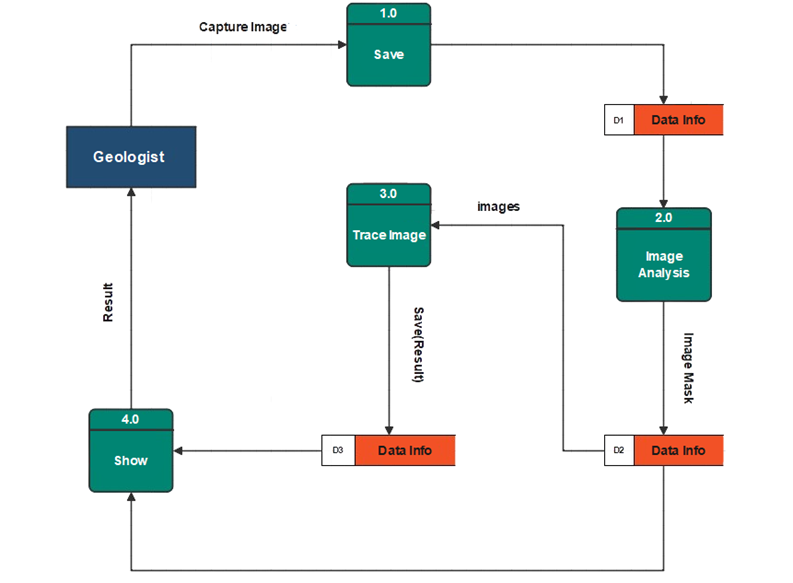 Capture Image
1.0
Save
D1
Data Info
Geologist
3.0
Trace Image
images
2.0
Image
Analysis
Result
Save(Result)
Image Mask
4.0
Show
D3
Data Info
D2
Data Info